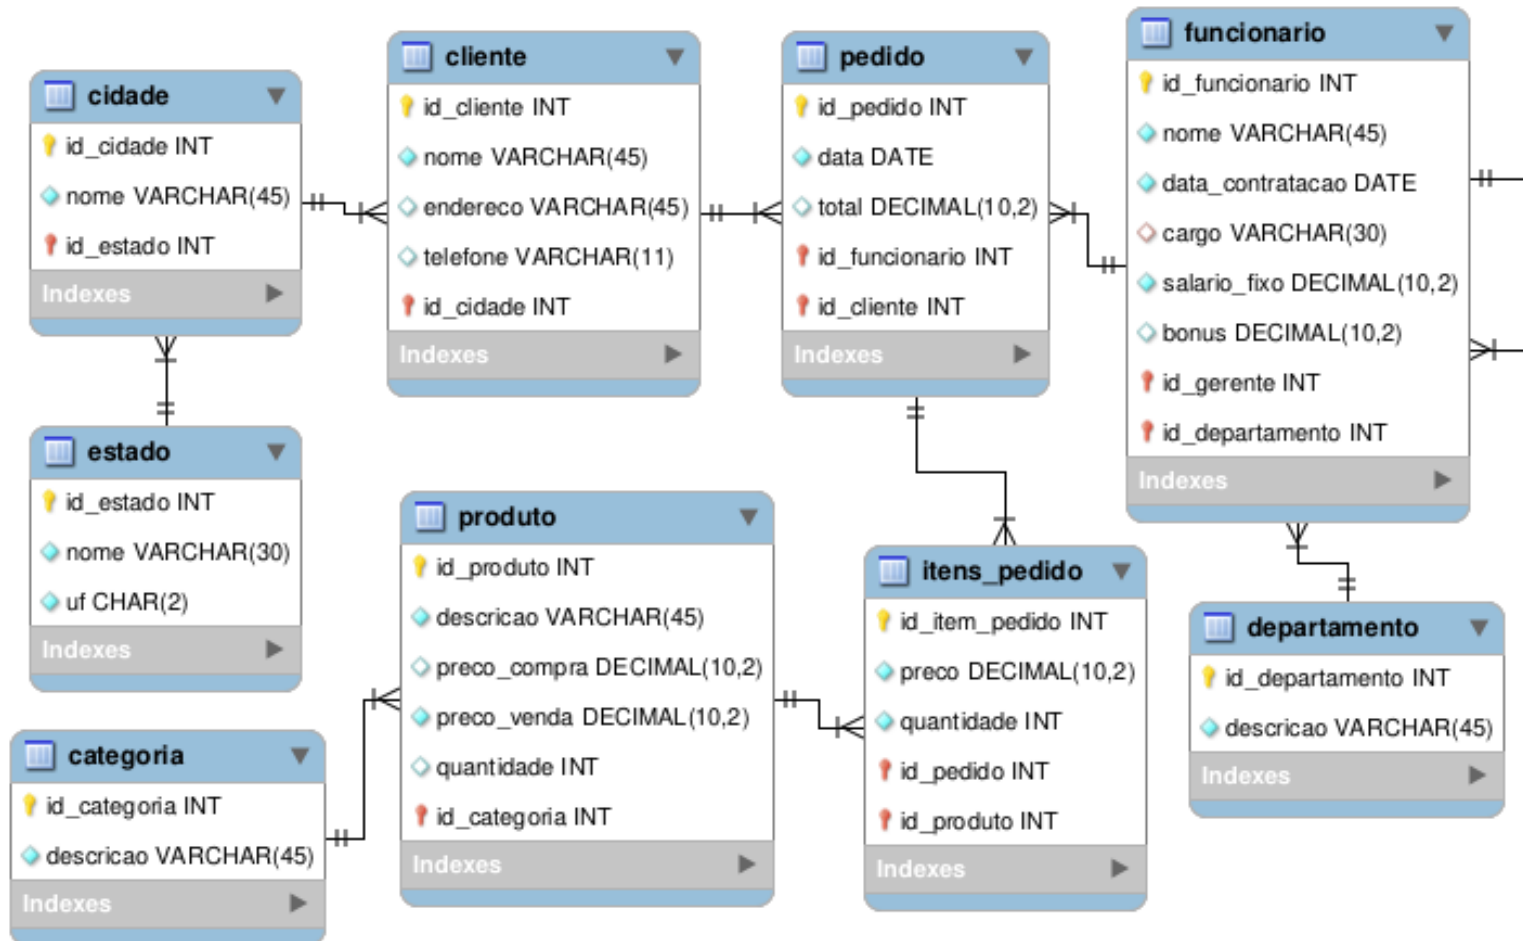 cidade
id_cidade INT
nome VARCHAR(45)
id_estado INT
Indexes
cliente
id_cliente INT
nome VARCHAR(45)
endereco VARCHAR(45)
telefone VARCHAR(11)
id_cidade INT
Indexes
pedido
id_pedido INT
data DATE
total DECIMAL(10,2)
id_funcionario INT
id_cliente INT
Indexes
funcionario
id_funcionario INT
nome VARCHAR(45)
data_contratacao DATE
cargo VARCHAR(30)
salario_fixo DECIMAL(10,2)
bonus DECIMAL(10,2)
id_gerente INT
id_departamento INT
Indexes
estado
id_estado INT
nome VARCHAR(30)
uf CHAR(2)
Indexes
produto
id_produto INT
descricao VARCHAR(45)
preco_compra DECIMAL(10,2)
preco_venda DECIMAL(10,2)
quantidade INT
id_categoria INT
Indexes
itens_pedido
id_item_pedido INT
preco DECIMAL(10,2)
quantidade INT
id_pedido INT
id_produto INT
Indexes
departamento
id_departamento INT
descricao VARCHAR(45)
Indexes
categoria
id_categoria INT
descricao VARCHAR(45)
Indexes